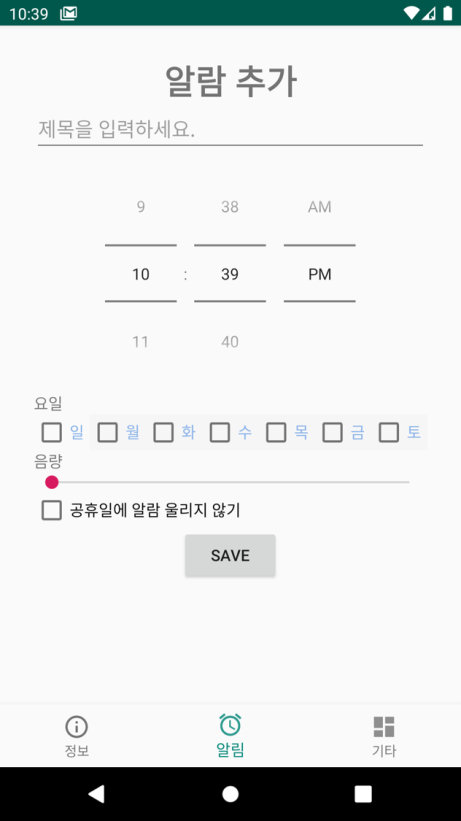 10:39
알람 추가
제목을 입력하세요.
9 38 AM
10 : 39 PM
11 40
요일
일 월 화 수 목 금 토
음량
공휴일에 알람 울리지 않기
SAVE
정보 알림 기타